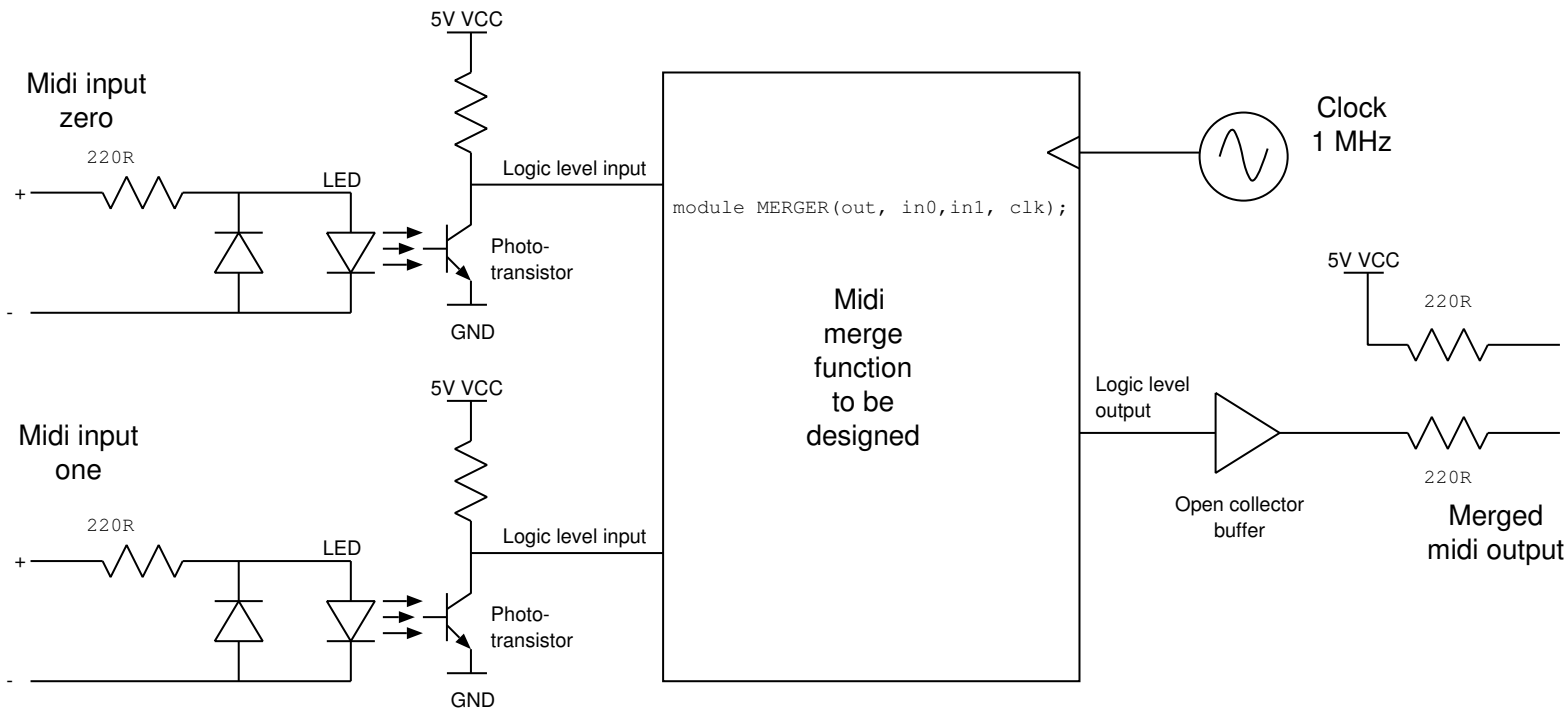 5V VCC
Midi input
zero
220R
+
LED
-
Photo-
transistor
GND
Logic level input
5V VCC
Midi input
one
220R
+
LED
-
Photo-
transistor
GND
Logic level input
module MERGER(out, in0,in1, clk);
Midi
merge
function
to be
designed
Clock
1 MHz
5V VCC
220R
Logic level
output
Open collector
buffer
220R
Merged
midi output